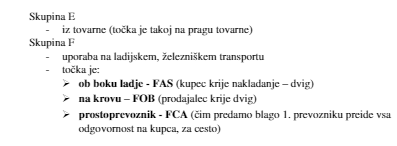 Skupina E
- iz tovarne (točka je takoj na pragu tovarne)
Skupina F
- uporaba na ladijskem, železniškem transportu
- točka je:
➢ ob boku ladje - FAS (kupec krije nakladanje – dvig)
➢ na krovu – FOB (prodajalec krije dvig)
➢ prostoprevoznik - FCA (čim predamo blago 1. prevozniku preide vsa
odgovornost na kupca, za cesto)